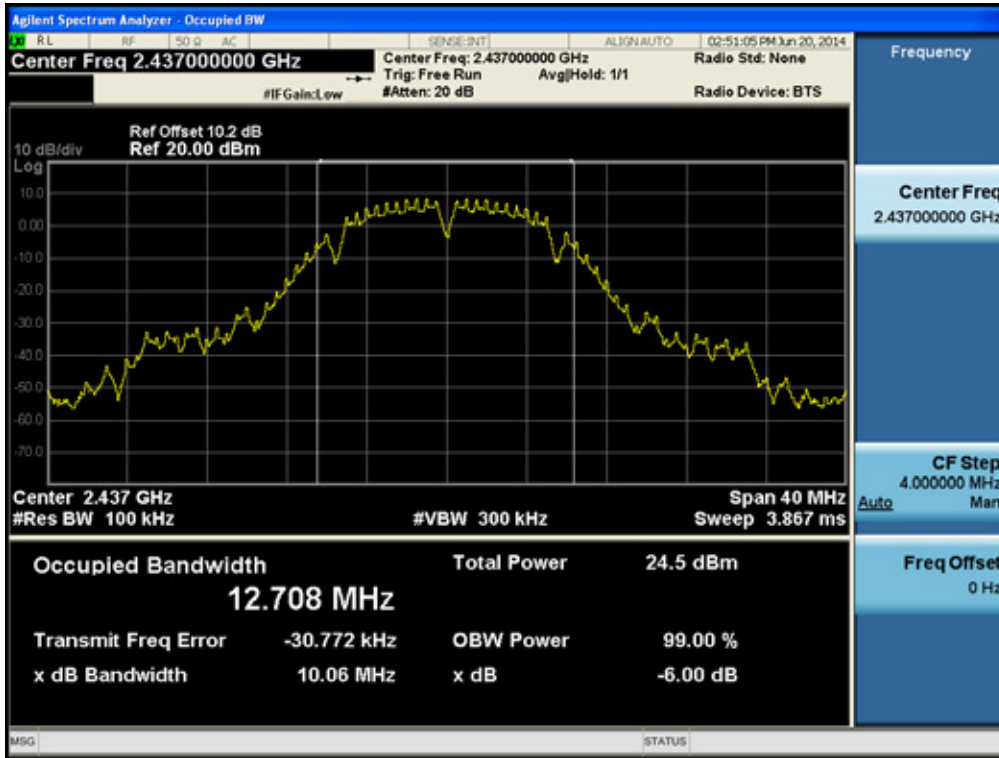 Agilent Spectrum Analyzer - Occupied BW
RL RF 50 Ω AC SENSE:INT ALIGN AUTO 02:51:05 PM Jun 20, 2014
Center Freq 2.437000000 GHz
Center Freq: 2.437000000 GHz
Radio Std: None
Trig: Free Run Avg|Hold: 1/1
#IFGain:Low
#Atten: 20 dB
Radio Device: BTS
Frequency
Ref Offset 10.2 dB
10 dB/div Ref 20.00 dBm
Log
10.0
0.00
-10.0
-20.0
-30.0
-40.0
-50.0
-60.0
-70.0
Center 2.437 GHz Span 40 MHz
#Res BW 100 kHz #VBW 300 kHz Sweep 3.867 ms
Occupied Bandwidth
12.708 MHz
Total Power 24.5 dBm
Transmit Freq Error -30.772 kHz OBW Power 99.00 %
x dB Bandwidth 10.06 MHz x dB -6.00 dB
Center Freq
2.437000000 GHz
CF Step
4.000000 MHz
Auto Man
Freq Offset
0 Hz
MSG STATUS